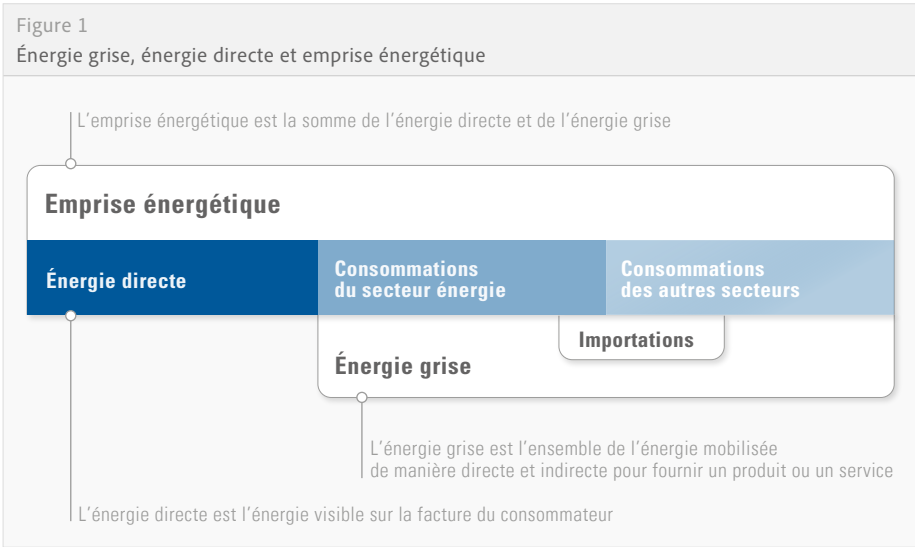 Figure 1
Énergie grise, énergie directe et emprise énergétique
L'emprise énergétique est la somme de l'énergie directe et de l'énergie grise
Emprise énergétique
Énergie directe
Consommations
du secteur énergie
Consommations
des autres secteurs
Importations
Énergie grise
L'énergie grise est l'ensemble de l'énergie mobilisée
de manière directe et indirecte pour fournir un produit ou un service
L'énergie directe est l'énergie visible sur la facture du consommateur